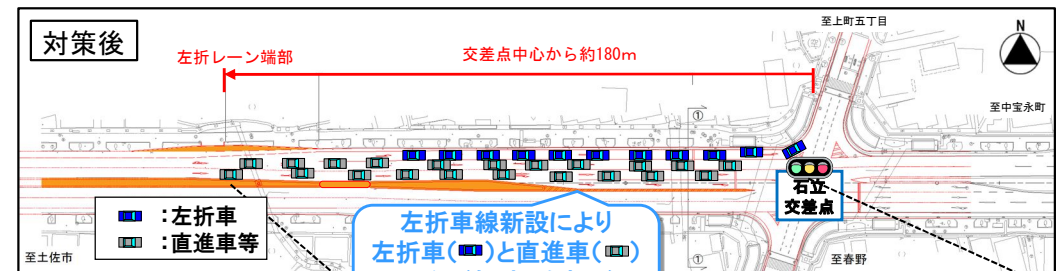 対策後
至上町五丁目
N
左折レーン端部
交差点中心から約180m
至中宝永町
①
石立
交差点
:左折車
:直進車等
左折車線新設により
左折車( )と直進車( )
至土佐市
①
至春野